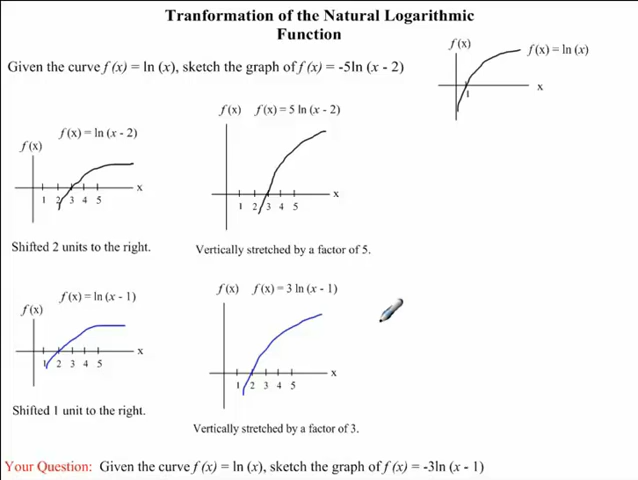 Tranformation of the Natural Logarithmic
Function
Given the curve f (x) = ln (x), sketch the graph of f (x) = -5ln (x - 2)
f (x)
f (x) = ln (x)
x
1
f (x) = ln (x - 2)
f (x)
x
1 2 3 4 5
Shifted 2 units to the right.
f (x) f (x) = 5 ln (x - 2)
x
1 2 3 4 5
Vertically stretched by a factor of 5.
f (x) = ln (x - 1)
f (x)
x
1 2 3 4 5
Shifted 1 unit to the right.
f (x) f (x) = 3 ln (x - 1)
x
1 2 3 4 5
Vertically stretched by a factor of 3.
Your Question: Given the curve f (x) = ln (x), sketch the graph of f (x) = -3ln (x - 1)